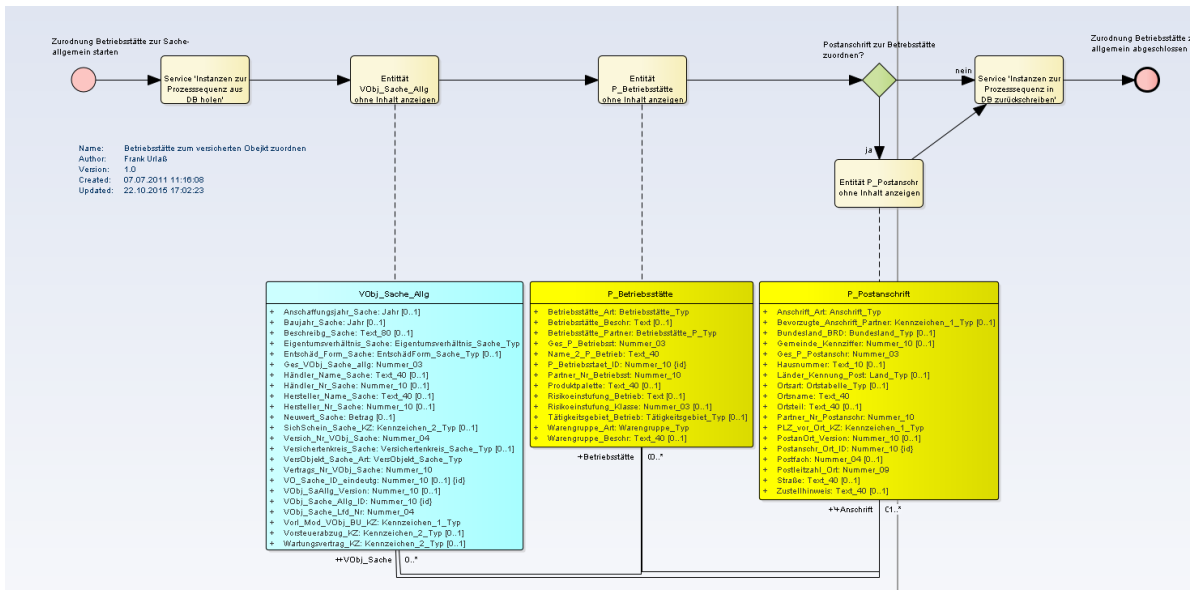 Zurodnung Betriebsstätte zur Sache-
allgemein starten
Service 'Instanzen zur
Prozesssequenz aus
DB holen'
Entittät
VObj_Sache_Allg
ohne Inhalt anzeigen
Entität
P_Betriebsstätte
ohne Inhalt anzeigen
Postanschrift zur Betrebsstätte
zuordnen?
nein
ja
Service 'Instanzen zur
Prozesssequenz in
DB zurückschreiben'
Zurodnung Betriebsstätte z
allgemein abgeschlossen
Entität P_Postanschr
ohne Inhalt anzeigen
Name: Betriebsstätte zum versicherten Obejkt zuordnen
Author: Frank Urlaß
Version: 1.0
Created: 07.07.2011 11:16:08
Updated: 22.10.2015 17:02:23
VObj_Sache_Allg
+ Anschaffungsjahr_Sache: Jahr [0..1]
+ Baujahr_Sache: Jahr [0..1]
+ Beschreibg_Sache: Text_80 [0..1]
+ Eigentumsverhältnis_Sache: Eigentumsverhältnis_Sache_Typ
+ Entschäd_Form_Sache: EntschädForm_Sache_Typ [0..1]
+ Ges_VObj_Sache_allg: Nummer_03
+ Händler_Name_Sache: Text_40 [0..1]
+ Händler_Nr_Sache: Nummer_10 [0..1]
+ Hersteller_Name_Sache: Text_40 [0..1]
+ Hersteller_Nr_Sache: Nummer_10 [0..1]
+ Neuwert_Sache: Betrag [0..1]
+ SichSchein_Sache_KZ: Kennzeichen_2_Typ [0..1]
+ Versich_Nr_VObj_Sache: Nummer_04
+ Versichertenkreis_Sache: Versichertenkreis_Sache_Typ [0..1]
+ VersObjekt_Sache_Art: VersObjekt_Sache_Typ
+ Vertrags_Nr_VObj_Sache: Nummer_10
+ VO_Sache_ID_eindeutg: Nummer_10 [0..1] {id}
+ VObj_SaAllg_Version: Nummer_10 [0..1]
+ VObj_Sache_Allg_ID: Nummer_10 {id}
+ VObj_Sache_Lfd_Nr: Nummer_04
+ Vorl_Mod_VObj_BU_KZ: Kennzeichen_1_Typ
+ Vorsteuerabzug_KZ: Kennzeichen_2_Typ [0..1]
+ Wartungsvertrag_KZ: Kennzeichen_2_Typ [0..1]
P_Betriebsstätte
+ Betriebsstätte_Art: Betriebsstätte_Typ
+ Betriebsstätte_Beschr: Text [0..1]
+ Betriebsstätte_Partner: Betriebsstätte_P_Typ
+ Ges_P_Betriebsst: Nummer_03
+ Name_2_P_Betrieb: Text_40
+ P_Betriebsstaet_ID: Nummer_10 {id}
+ Partner_Nr_Betriebsst: Nummer_10
+ Produktpalette: Text_40 [0..1]
+ Risikoeinstufung_Betrieb: Text [0..1]
+ Risikoeinstufung_Klasse: Nummer_03 [0..1]
+ Tätigkeitsgebiet_Betrieb: Tätigkeitsgebiet_Typ [0..1]
+ Warengruppe_Art: Warengruppe_Typ
+ Warengruppe_Beschr: Text_40 [0..1]
P_Postanschrift
+ Anschrift_Art: Anschrift_Typ
+ Bevorzugte_Anschrift_Partner: Kennzeichen_1_Typ [0..1]
+ Bundesland_BRD: Bundesland_Typ [0..1]
+ Gemeinde_Kennziffer: Nummer_10 [0..1]
+ Ges_P_Postanschr: Nummer_03
+ Hausnummer: Text_10 [0..1]
+ Länder_Kennung_Post: Land_Typ [0..1]
+ Ortsart: Ortstabelle_Typ [0..1]
+ Ortsname: Text_40
+ Ortsteil: Text_40 [0..1]
+ Partner_Nr_Postanschr: Nummer_10
+ PLZ_vor_Ort_KZ: Kennzeichen_1_Typ
+ PostanOrt_Version: Nummer_10 [0..1]
+ Postanschr_Ort_ID: Nummer_10 {id}
+ Postfach: Nummer_04 [0..1]
+ Postleitzahl_Ort: Nummer_09
+ Straße: Text_40 [0..1]
+ Zustellhinweis: Text_40 [0..1]
+Betriebsstätte 0..*
Anschrift 1..*
VObj_Sache 0..*